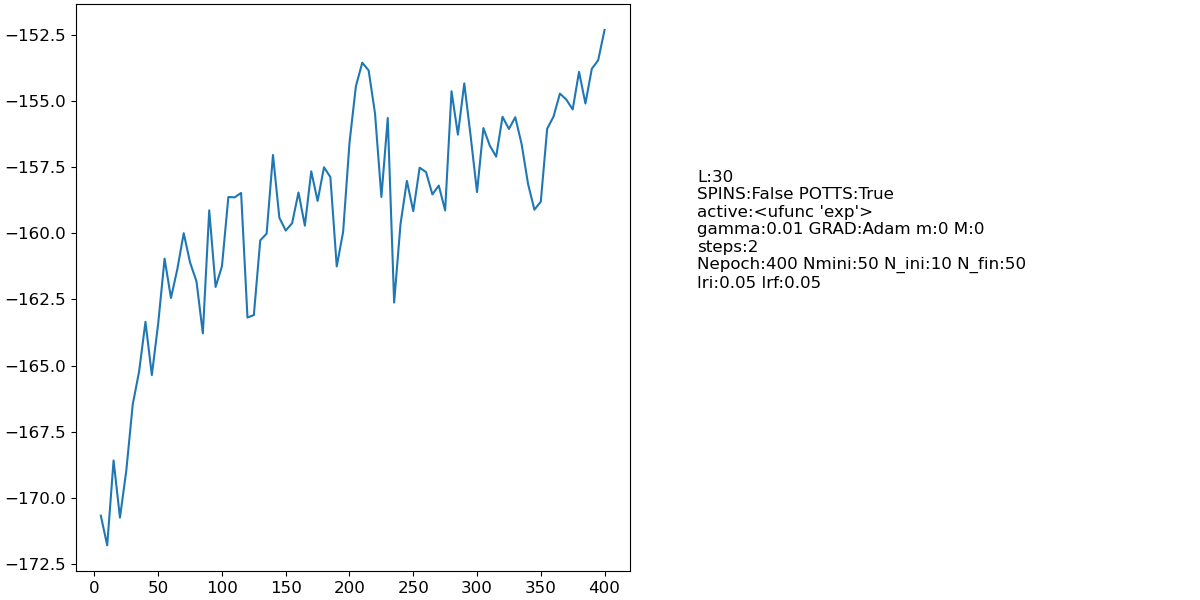 −152.5
−155.0
−157.5
−160.0
−162.5
−165.0
−167.5
−170.0
−172.5
0 50 100 150 200 250 300 350 400
L:30
SPINS:False POTTS:True
active:<ufunc 'exp'>
gamma:0.01 GRAD:Adam m:0 M:0
steps:2
Nepoch:400 Nmini:50 N_ini:10 N_fin:50
lri:0.05 lrf:0.05